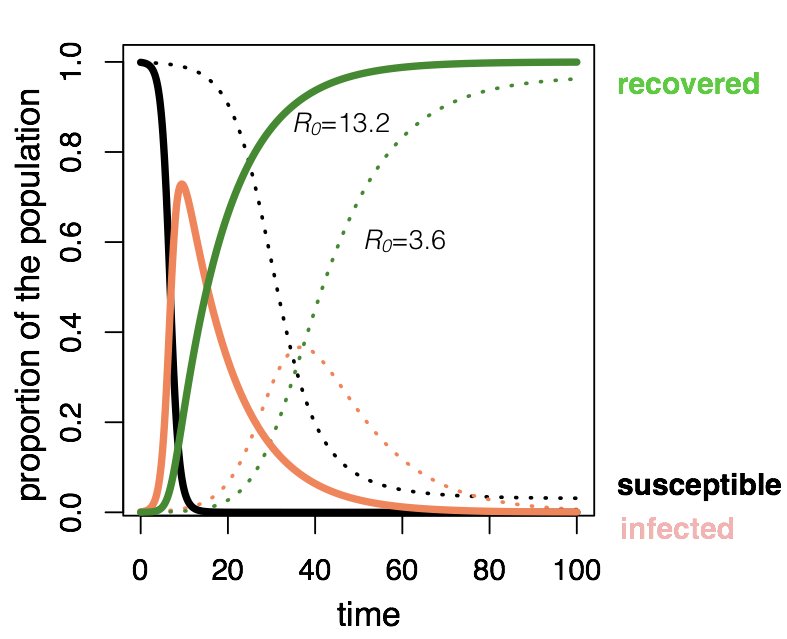 1.0
recovered
R0=13.2
0.8
R0=3.6
0.6
0.4
0.2
0.0
proportion of the population
susceptible
infected
0 20 40 60 80 100
time